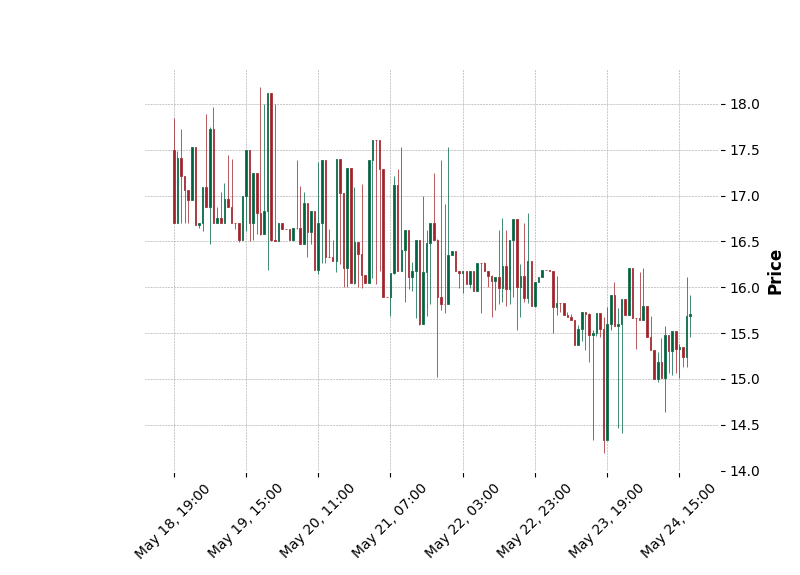 18.0
17.5
17.0
16.5
16.0
15.5
15.0
14.5
14.0
Price
May 18, 19:00
May 19, 15:00
May 20, 11:00
May 21, 07:00
May 22, 03:00
May 22, 23:00
May 23, 19:00
May 24, 15:00